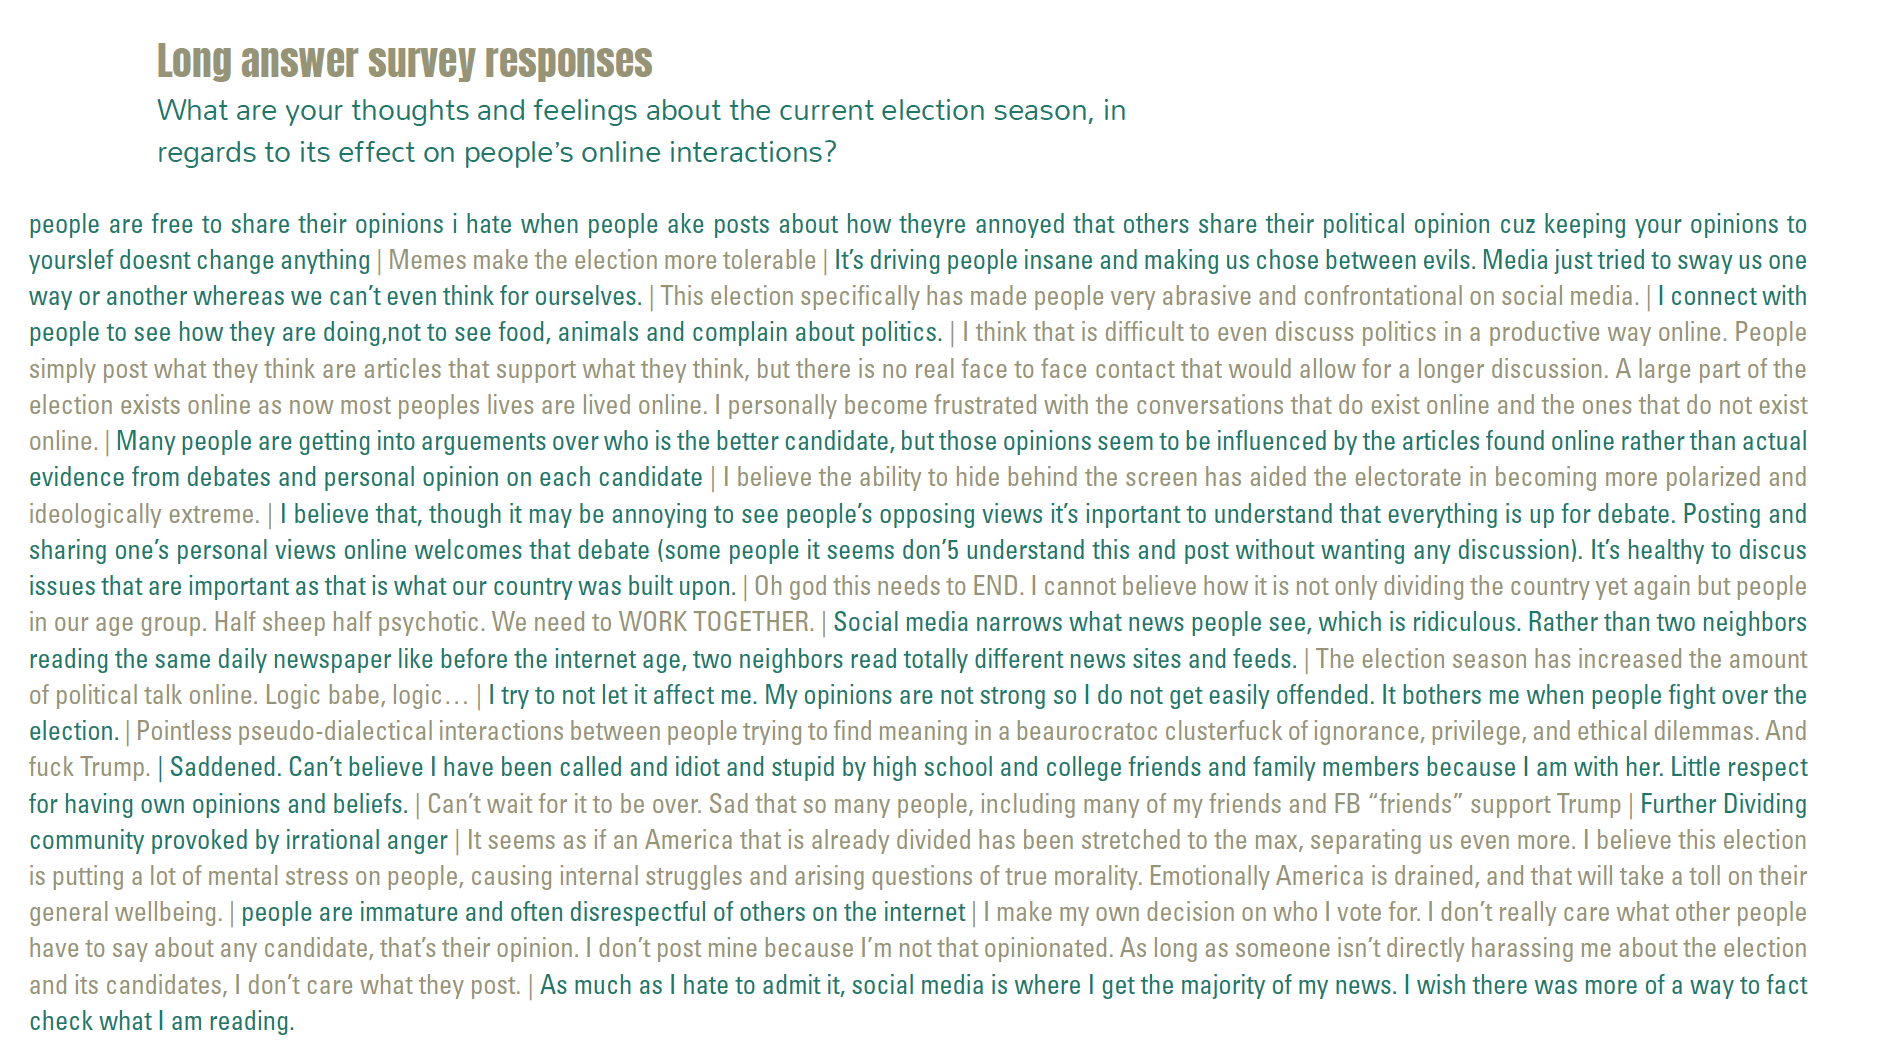 Long answer survey responses
What are your thoughts and feelings about the current election season, in
regards to its effect on people's online interactions?
people are free to share their opinions i hate when people ake posts about how theyre annoyed that others share their political opinion cuz keeping your opinions to
yourslef doesnt change anything | Memes make the election more tolerable | It's driving people insane and making us chose between evils. Media just tried to sway us one
way or another whereas we can't even think for ourselves. | This election specifically has made people very abrasive and confrontational on social media. | I connect with
people to see how they are doing,not to see food, animals and complain about politics. | I think that is difficult to even discuss politics in a productive way online. People
simply post what they think are articles that support what they think, but there is no real face to face contact that would allow for a longer discussion. A large part of the
election exists online as now most peoples lives are lived online. I personally become frustrated with the conversations that do exist online and the ones that do not exist
online. | Many people are getting into arguements over who is the better candidate, but those opinions seem to be influenced by the articles found online rather than actual
evidence from debates and personal opinion on each candidate | I believe the ability to hide behind the screen has aided the electorate in becoming more polarized and
ideologically extreme. | I believe that, though it may be annoying to see people's opposing views it's inportant to understand that everything is up for debate. Posting and
sharing one's personal views online welcomes that debate (some people it seems don'5 understand this and post without wanting any discussion). It's healthy to discus
issues that are important as that is what our country was built upon. | Oh god this needs to END. I cannot believe how it is not only dividing the country yet again but people
in our age group. Half sheep half psychotic. We need to WORK TOGETHER. | Social media narrows what news people see, which is ridiculous. Rather than two neighbors
reading the same daily newspaper like before the internet age, two neighbors read totally different news sites and feeds. | The election season has increased the amount
of political talk online. Logic babe, logic... | I try to not let it affect me. My opinions are not strong so I do not get easily offended. It bothers me when people fight over the
election. | Pointless pseudo-dialectical interactions between people trying to find meaning in a beaurocratoc clusterfuck of ignorance, privilege, and ethical dilemmas. And
fuck Trump. | Saddened. Can't believe I have been called and idiot and stupid by high school and college friends and family members because I am with her. Little respect
for having own opinions and beliefs. | Can't wait for it to be over. Sad that so many people, including many of my friends and FB "friends" support Trump | Further Dividing
community provoked by irrational anger | It seems as if an America that is already divided has been stretched to the max, separating us even more. I believe this election
is putting a lot of mental stress on people, causing internal struggles and arising questions of true morality. Emotionally America is drained, and that will take a toll on their
general wellbeing. | people are immature and often disrespectful of others on the internet | I make my own decision on who I vote for. I don't really care what other people
have to say about any candidate, that's their opinion. I don't post mine because I'm not that opinionated. As long as someone isn't directly harassing me about the election
and its candidates, I don't care what they post. | As much as I hate to admit it, social media is where I get the majority of my news. I wish there was more of a way to fact
check what I am reading.